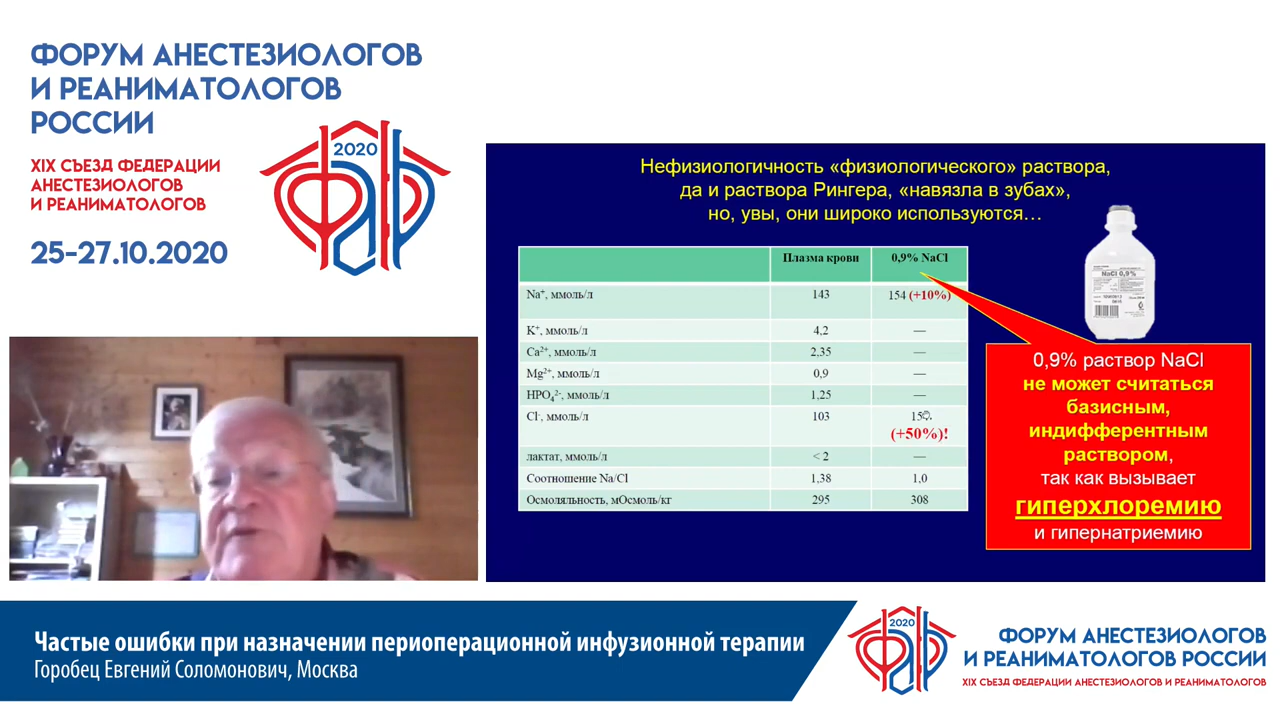 ФОРУМ АНЕСТЕЗИОЛОГОВ
И РЕАНИМАТОЛОГОВ
РОССИИ
XIX СЪЕЗД ФЕДЕРАЦИИ
АНЕСТЕЗИОЛОГОВ
И РЕАНИМАТОЛОГОВ
25-27.10.2020
2020
ФАР
Нефизиологичность «физиологического» раствора,
да и раствора Рингера, «навязла в зубах»,
но, увы, они широко используются…
Плазма крови 0,9% NaCl
Na⁺, ммоль/л 143 154 (+10%)
K⁺, ммоль/л 4,2 —
Ca²⁺, ммоль/л 2,35 —
Mg²⁺, ммоль/л 0,9 —
HPO₄²⁻, ммоль/л 1,25 —
Cl⁻, ммоль/л 103
(+50%)!
лактат, ммоль/л < 2 —
Соотношение Na/Cl 1,38 1,0
Осмоляльность, мОсмоль/кг 295 308
NaCl 0,9%
0,9% раствор NaCl
не может считаться
базисным,
индифферентным
раствором,
так как вызывает
гиперхлоремию
и гипернатриемию
Частые ошибки при назначении периоперационной инфузионной терапии
Горобец Евгений Соломонович, Москва
2020
ФАР
ФОРУМ АНЕСТЕЗИОЛОГОВ
И РЕАНИМАТОЛОГОВ РОССИИ
XIX СЪЕЗД ФЕДЕРАЦИИ АНЕСТЕЗИОЛОГОВ И РЕАНИМАТОЛОГОВ